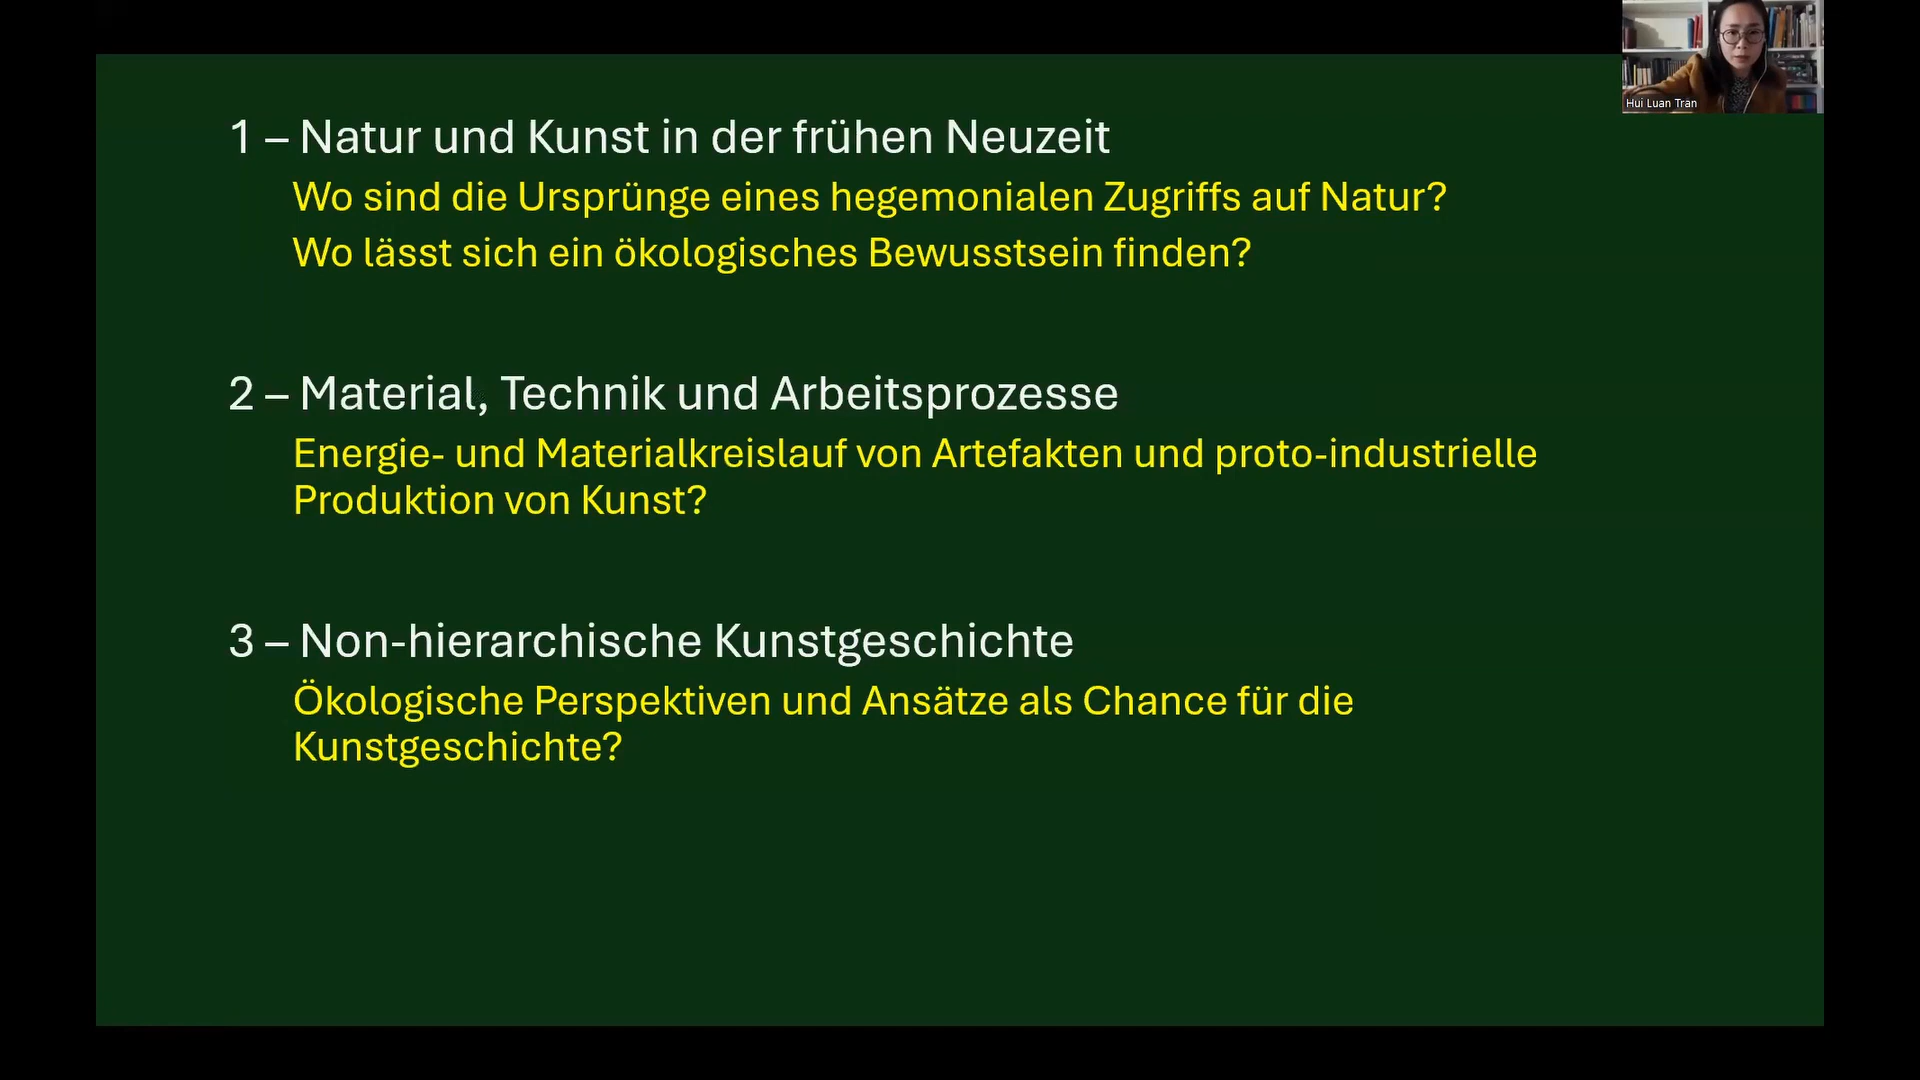 Hui Luan Tran
1 – Natur und Kunst in der frühen Neuzeit
Wo sind die Ursprünge eines hegemonialen Zugriffs auf Natur?
Wo lässt sich ein ökologisches Bewusstsein finden?
2 – Material, Technik und Arbeitsprozesse
Energie- und Materialkreislauf von Artefakten und proto-industrielle
Produktion von Kunst?
3 – Non-hierarchische Kunstgeschichte
Ökologische Perspektiven und Ansätze als Chance für die
Kunstgeschichte?